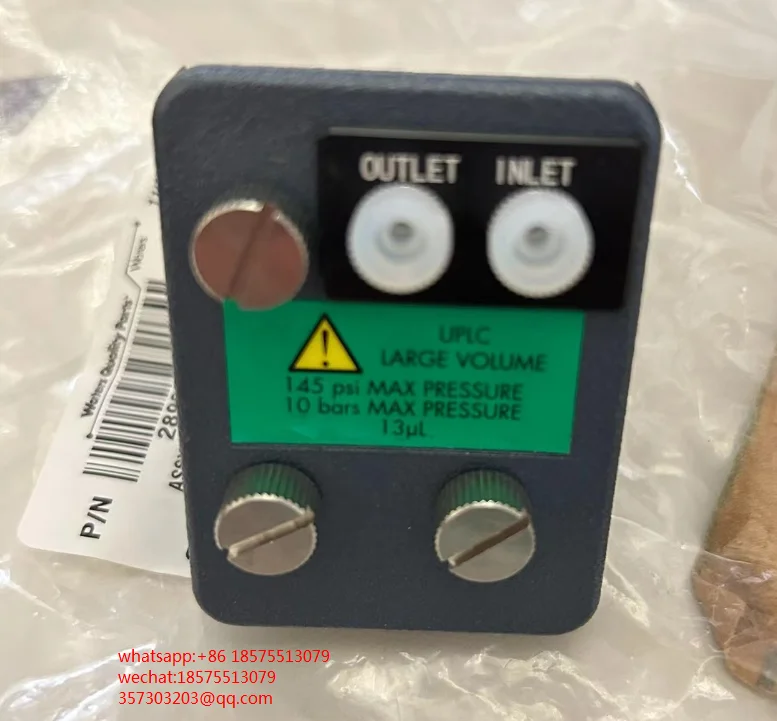 OUTLET INLET
UPLC
LARGE VOLUME
145 psi MAX PRESSURE
10 bars MAX PRESSURE
13µL
Waters Quality Parts
Waters
P/N
whatsapp:+86 18575513079
wechat:18575513079
357303203@qq.com